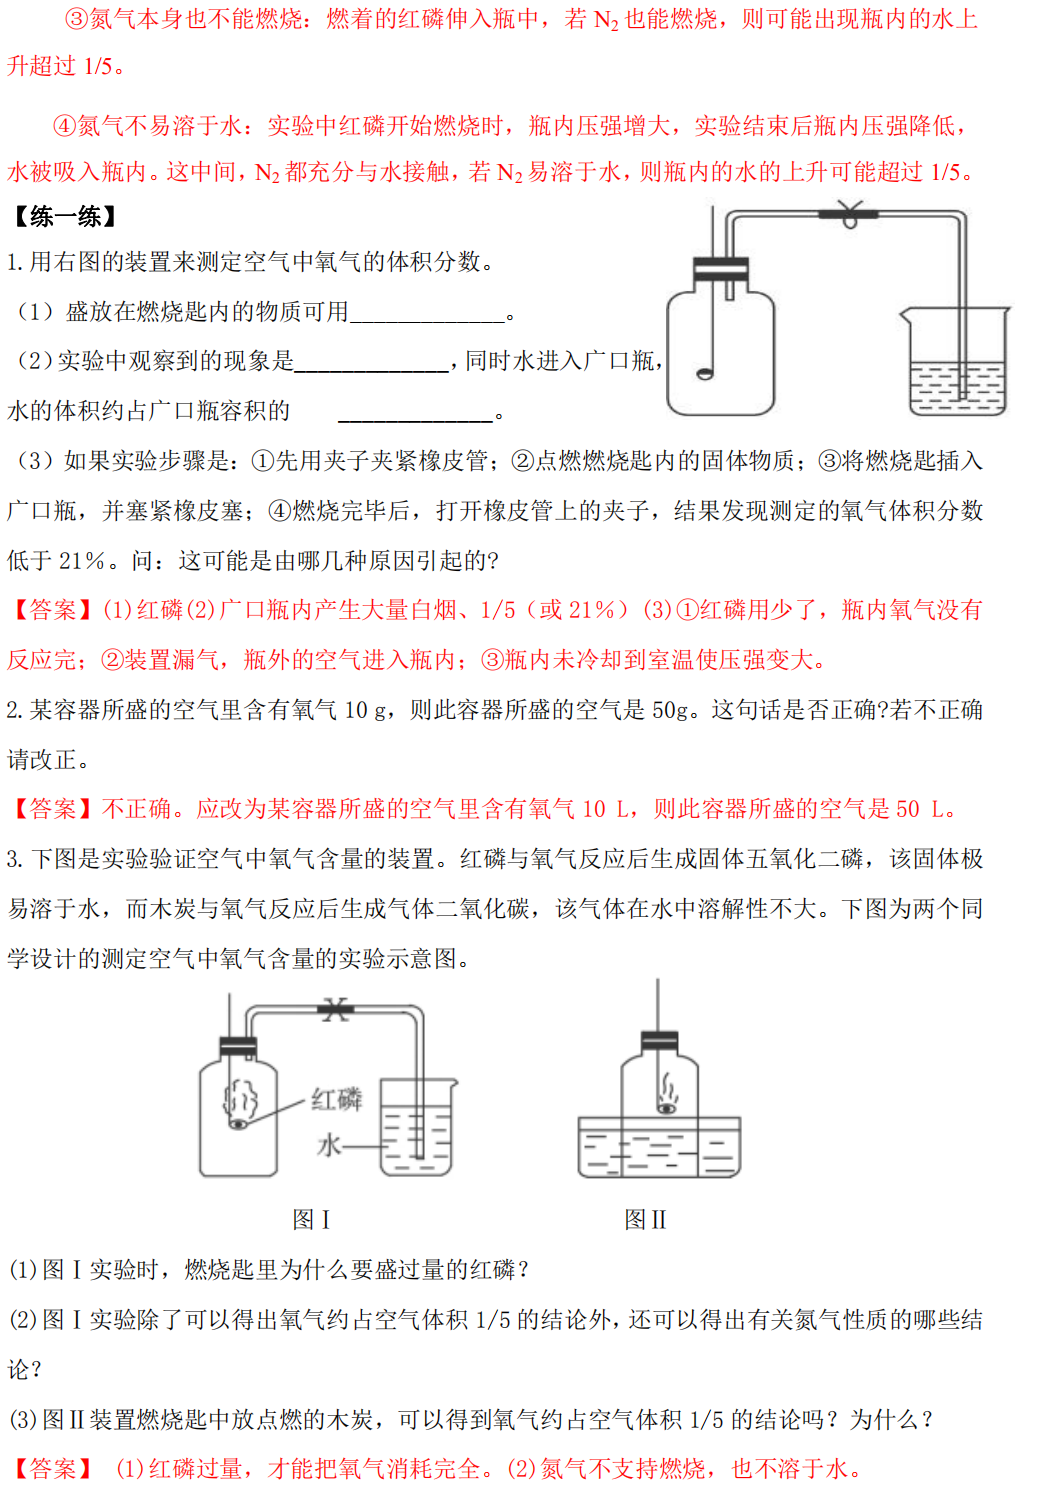 ③氮气本身也不能燃烧：燃着的红磷伸入瓶中，若 N₂ 也能燃烧，则可能出现瓶内的水上
升超过 1/5。
④氮气不易溶于水：实验中红磷开始燃烧时，瓶内压强增大，实验结束后瓶内压强降低，
水被吸入瓶内。这中间，N₂ 都充分与水接触，若 N₂ 易溶于水，则瓶内的水的上升可能超过 1/5。
【练一练】
1.用右图的装置来测定空气中氧气的体积分数。
（1）盛放在燃烧匙内的物质可用_____________。
（2）实验中观察到的现象是_____________，同时水进入广口瓶，
水的体积约占广口瓶容积的 _____________。
（3）如果实验步骤是：①先用夹子夹紧橡皮管；②点燃燃烧匙内的固体物质；③将燃烧匙插入
广口瓶，并塞紧橡皮塞；④燃烧完毕后，打开橡皮管上的夹子，结果发现测定的氧气体积分数
低于 21％。问：这可能是由哪几种原因引起的?
【答案】(1)红磷(2)广口瓶内产生大量白烟、1/5（或 21％）(3)①红磷用少了，瓶内氧气没有
反应完；②装置漏气，瓶外的空气进入瓶内；③瓶内未冷却到室温使压强变大。
2.某容器所盛的空气里含有氧气 10 g，则此容器所盛的空气是 50g。这句话是否正确?若不正确
请改正。
【答案】不正确。应改为某容器所盛的空气里含有氧气 10 L，则此容器所盛的空气是 50 L。
3.下图是实验验证空气中氧气含量的装置。红磷与氧气反应后生成固体五氧化二磷，该固体极
易溶于水，而木炭与氧气反应后生成气体二氧化碳，该气体在水中溶解性不大。下图为两个同
学设计的测定空气中氧气含量的实验示意图。
红磷
水
图Ⅰ 图Ⅱ
(1)图Ⅰ实验时，燃烧匙里为什么要盛过量的红磷？
(2)图Ⅰ实验除了可以得出氧气约占空气体积 1/5 的结论外，还可以得出有关氮气性质的哪些结
论？
(3)图Ⅱ装置燃烧匙中放点燃的木炭，可以得到氧气约占空气体积 1/5 的结论吗？为什么？
【答案】 (1)红磷过量，才能把氧气消耗完全。(2)氮气不支持燃烧，也不溶于水。